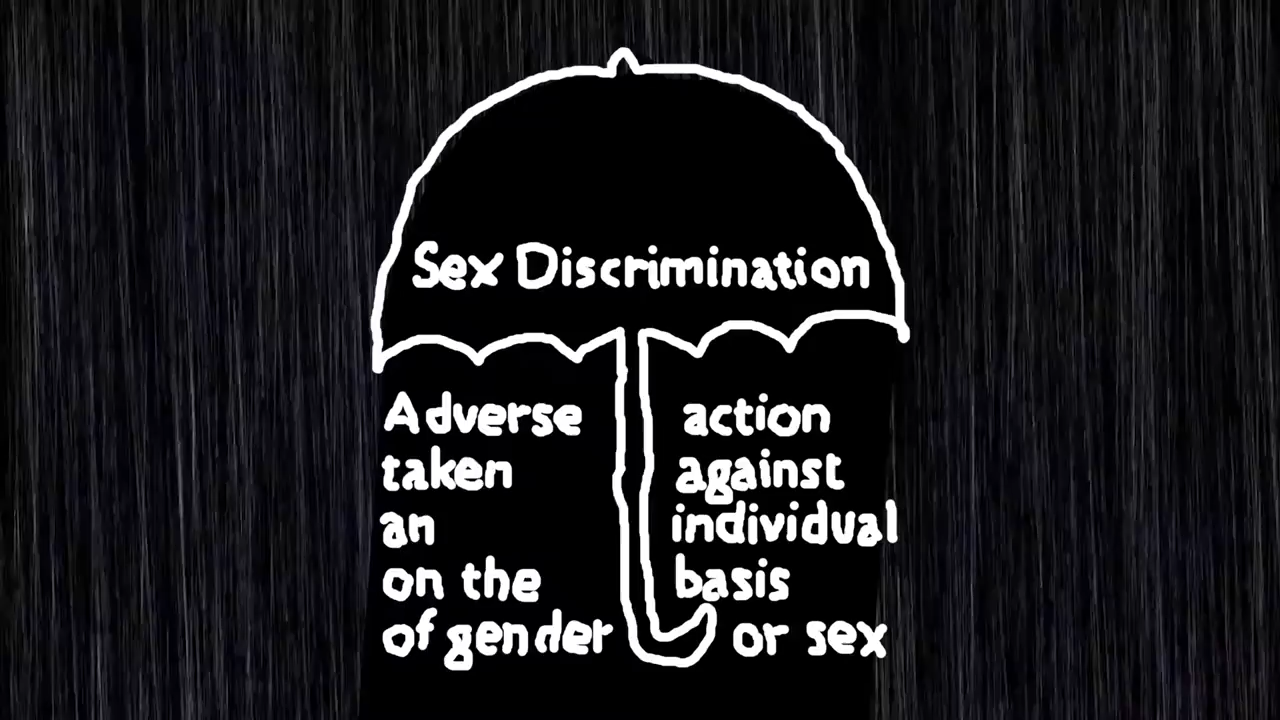 Sex Discrimination
Adverse action
taken against
an individual
on the basis
of gender or sex